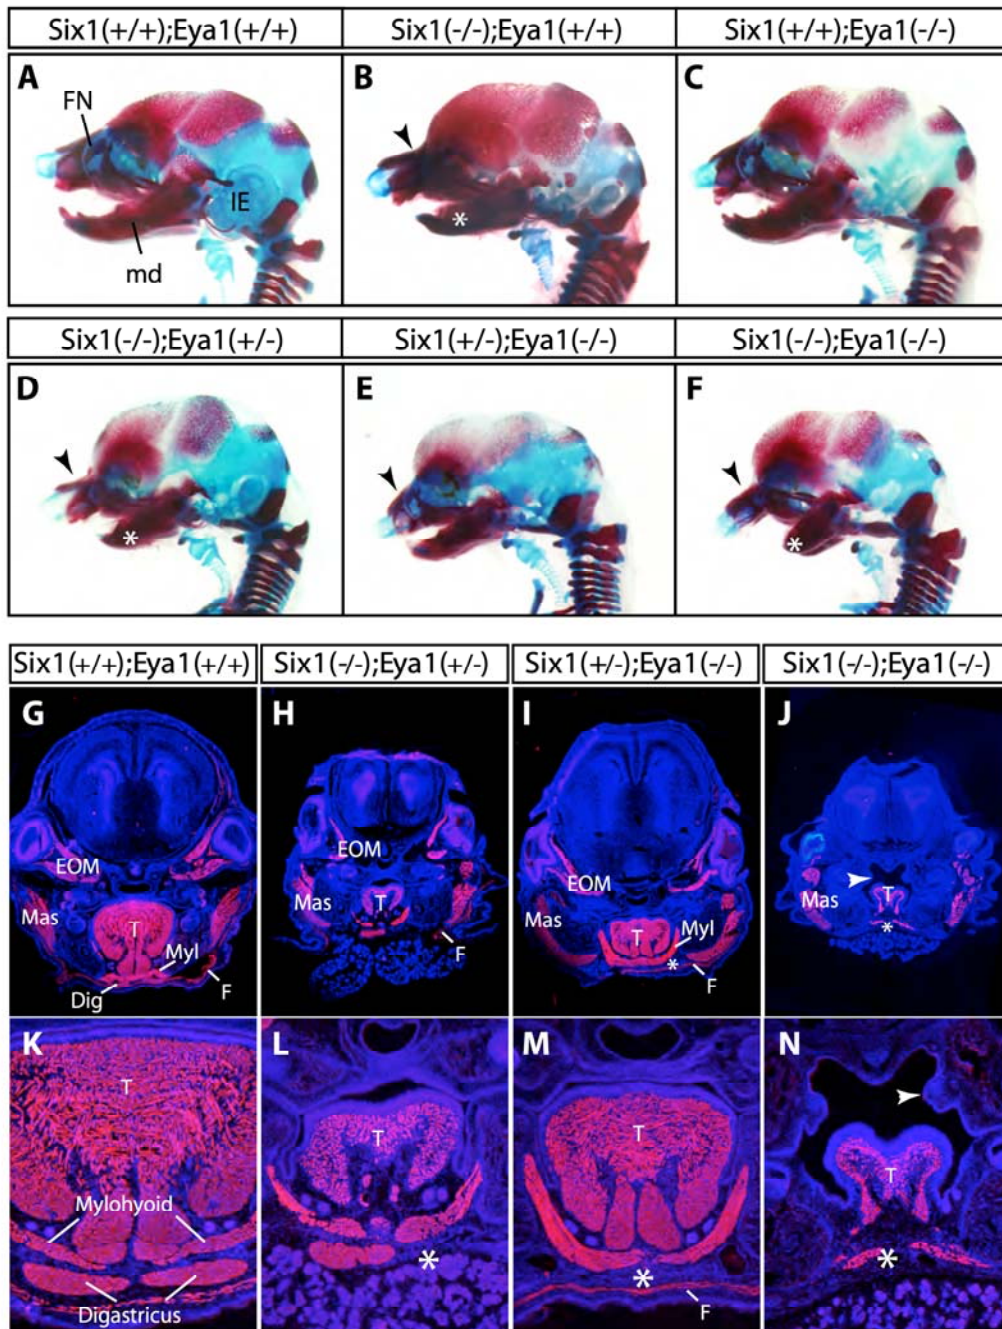 Six1(+/+);Eya1(+/+) Six1(-/-);Eya1(+/+) Six1(+/+);Eya1(-/-)
A B C
FN
IE
*
md
Six1(-/-);Eya1(+/-) Six1(+/-);Eya1(-/-) Six1(-/-);Eya1(-/-)
D E F
* *
Six1(+/+);Eya1(+/+) Six1(-/-);Eya1(+/-) Six1(+/-);Eya1(-/-) Six1(-/-);Eya1(-/-)
G H I J
EOM EOM EOM
Mas Mas Mas Mas
T T T T
Myl Myl
* *
Dig F F F
K L M N
T T T T
Mylohyoid
* * *
Digastricus F